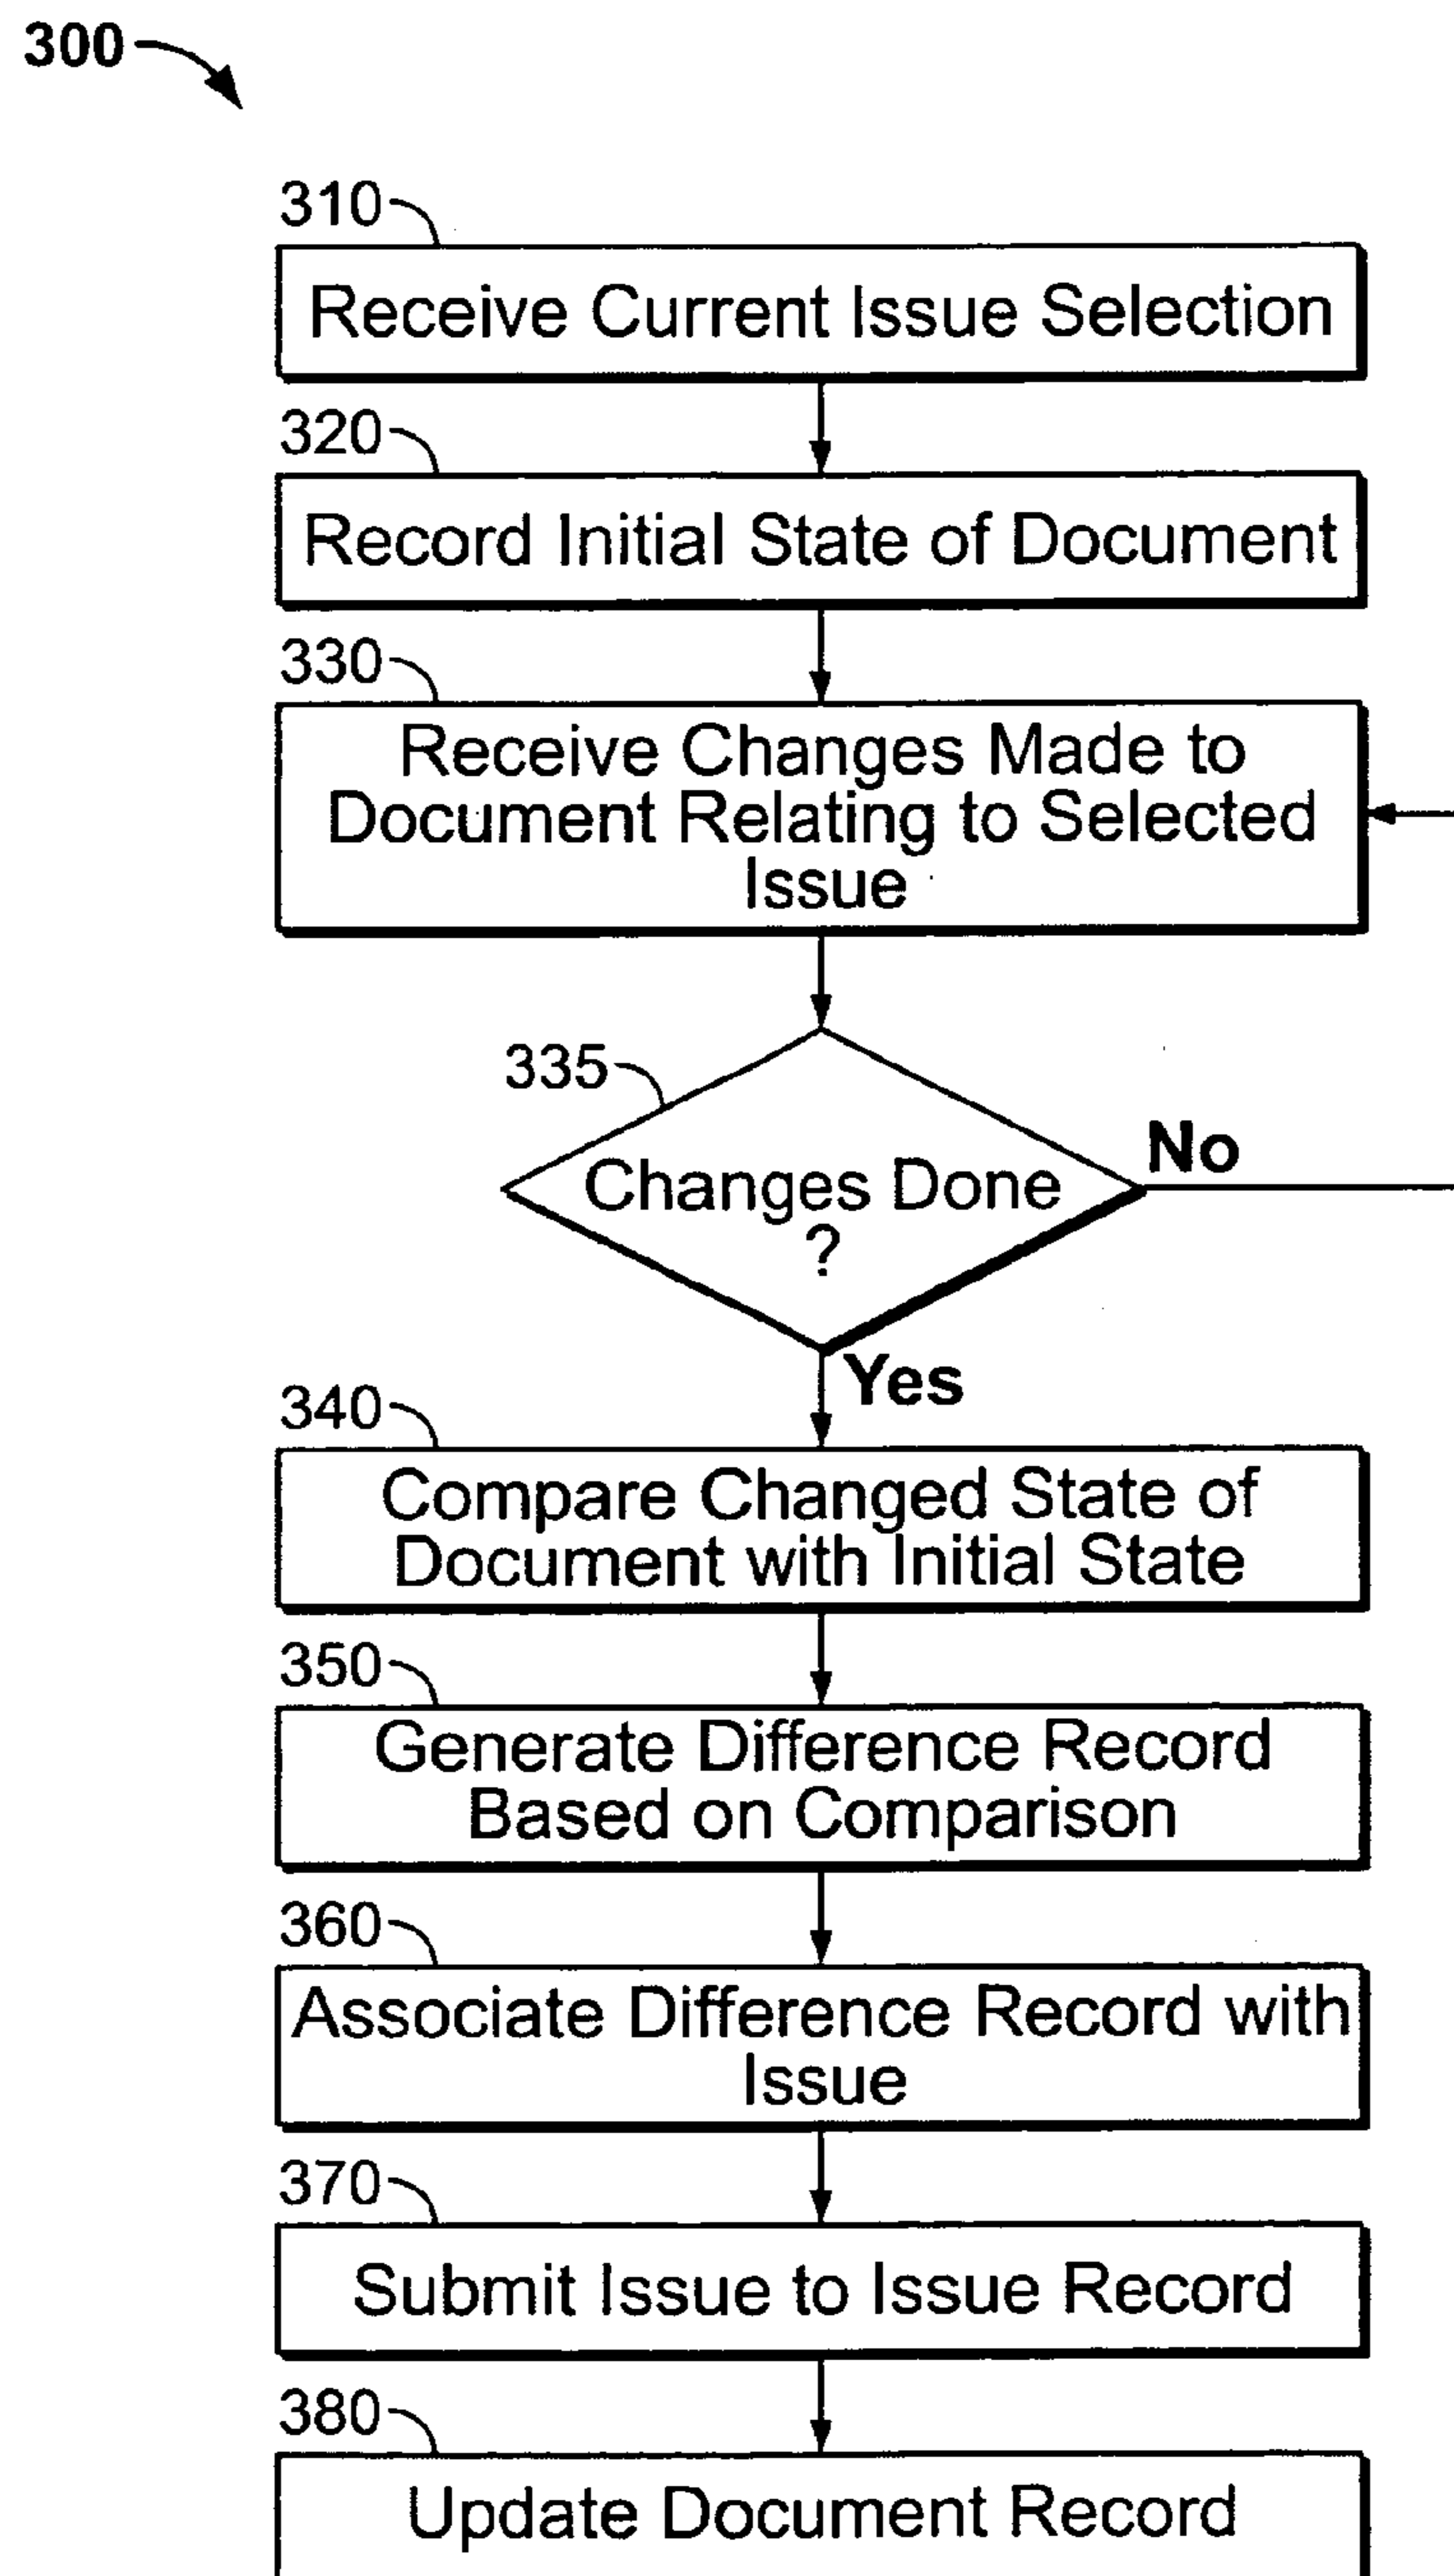 300
310
Receive Current Issue Selection
320
Record Initial State of Document
330
Receive Changes Made to
Document Relating to Selected
Issue
335
Changes Done
?
No
Yes
340
Compare Changed State of
Document with Initial State
350
Generate Difference Record
Based on Comparison
360
Associate Difference Record with
Issue
370
Submit Issue to Issue Record
380
Update Document Record